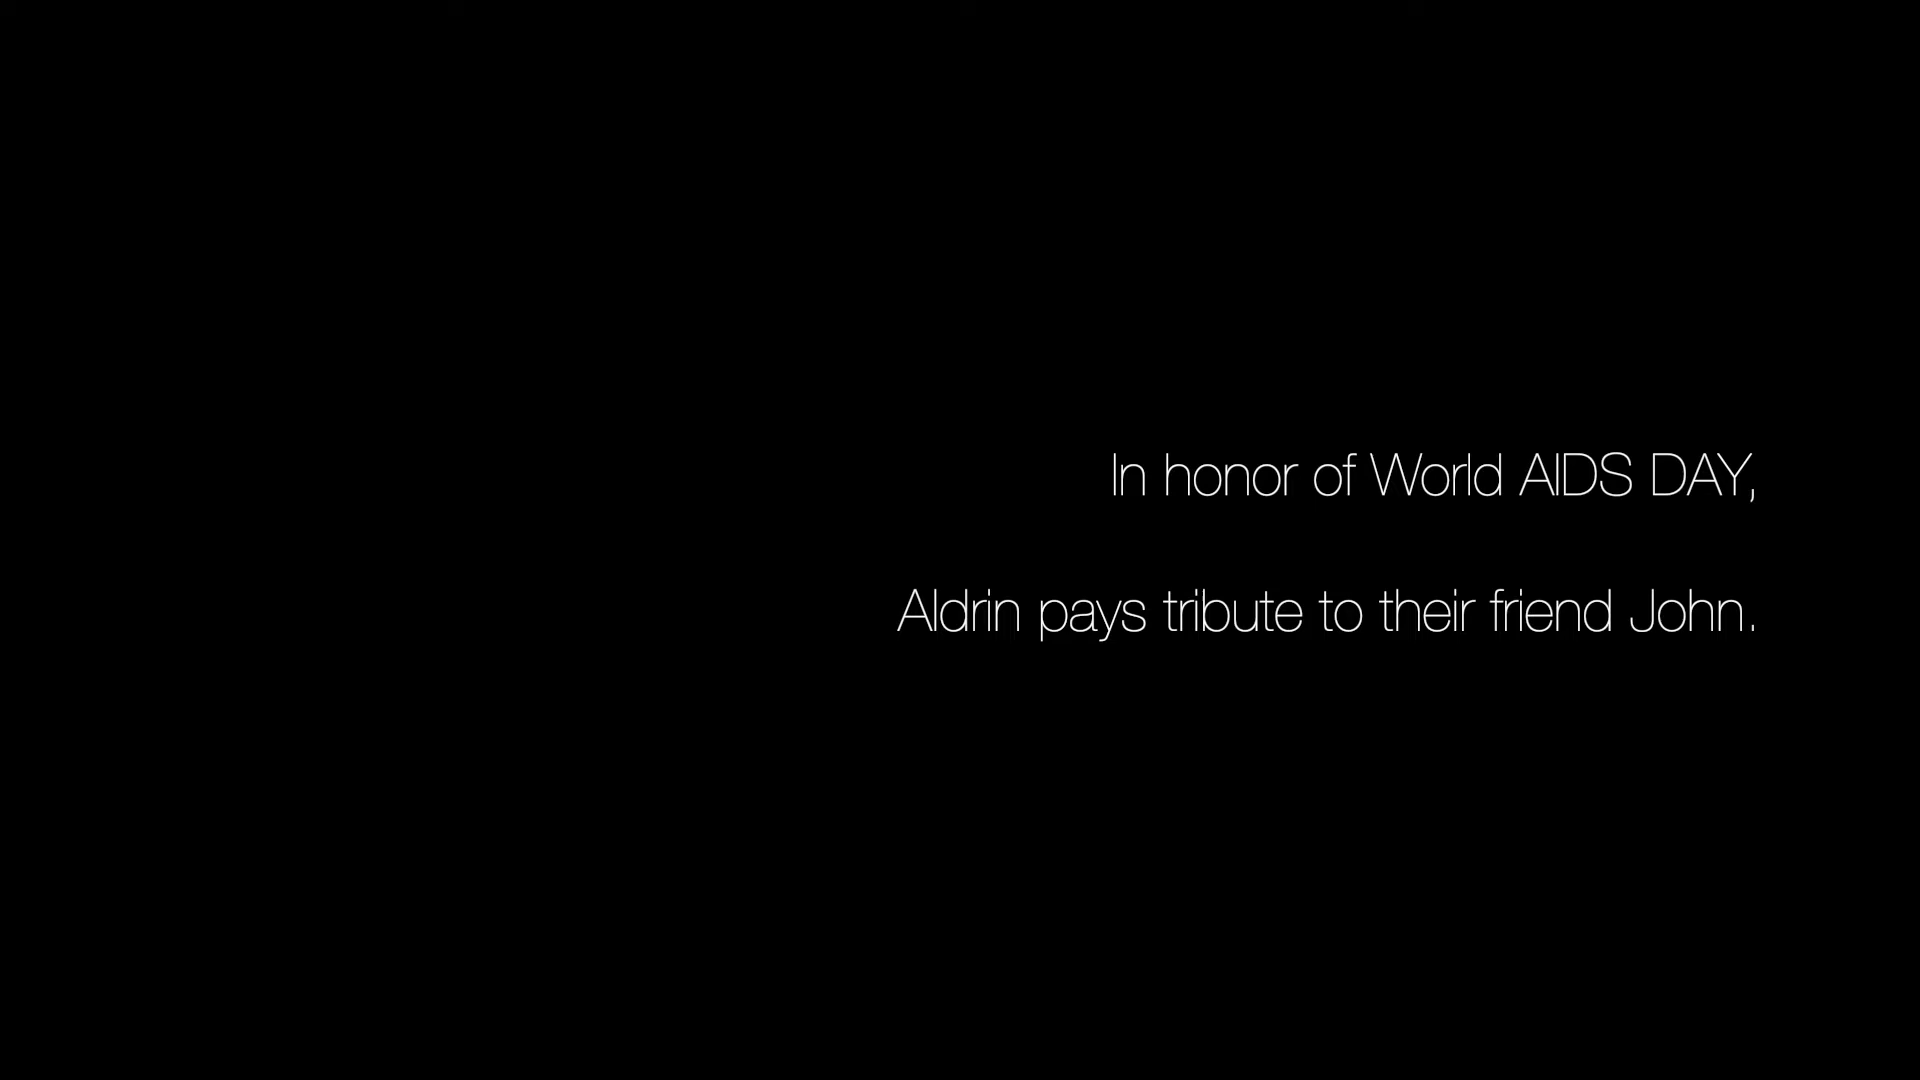 In honor of World AIDS DAY,
Aldrin pays tribute to their friend John.